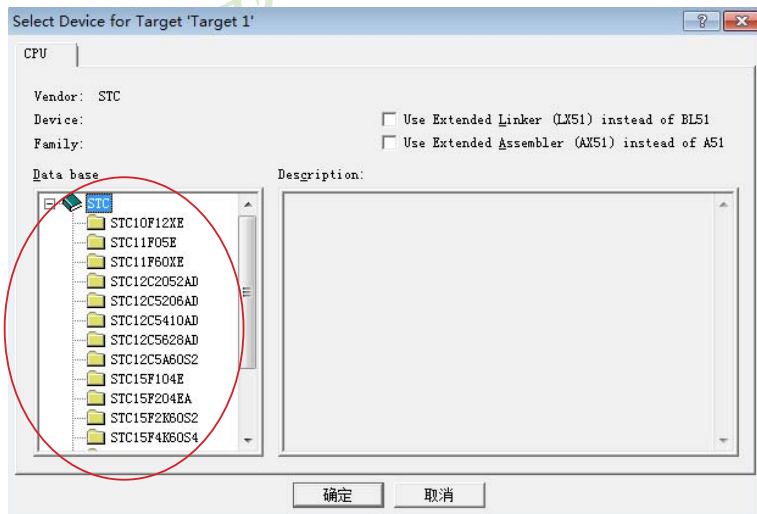 Select Device for Target 'Target 1'
CPU
Vendor: STC
Device:
Use Extended Linker (LX51) instead of BL51
Family:
Use Extended Assembler (AX51) instead of A51
Data base
Description:
STC
STC10F12XE
STC11F05E
STC11F60XE
STC12C2052AD
STC12C5206AD
STC12C5410AD
STC12C5628AD
STC12C5A60S2
STC15F104E
STC15F204EA
STC15F2K60S2
STC15F4K60S4
确定
取消